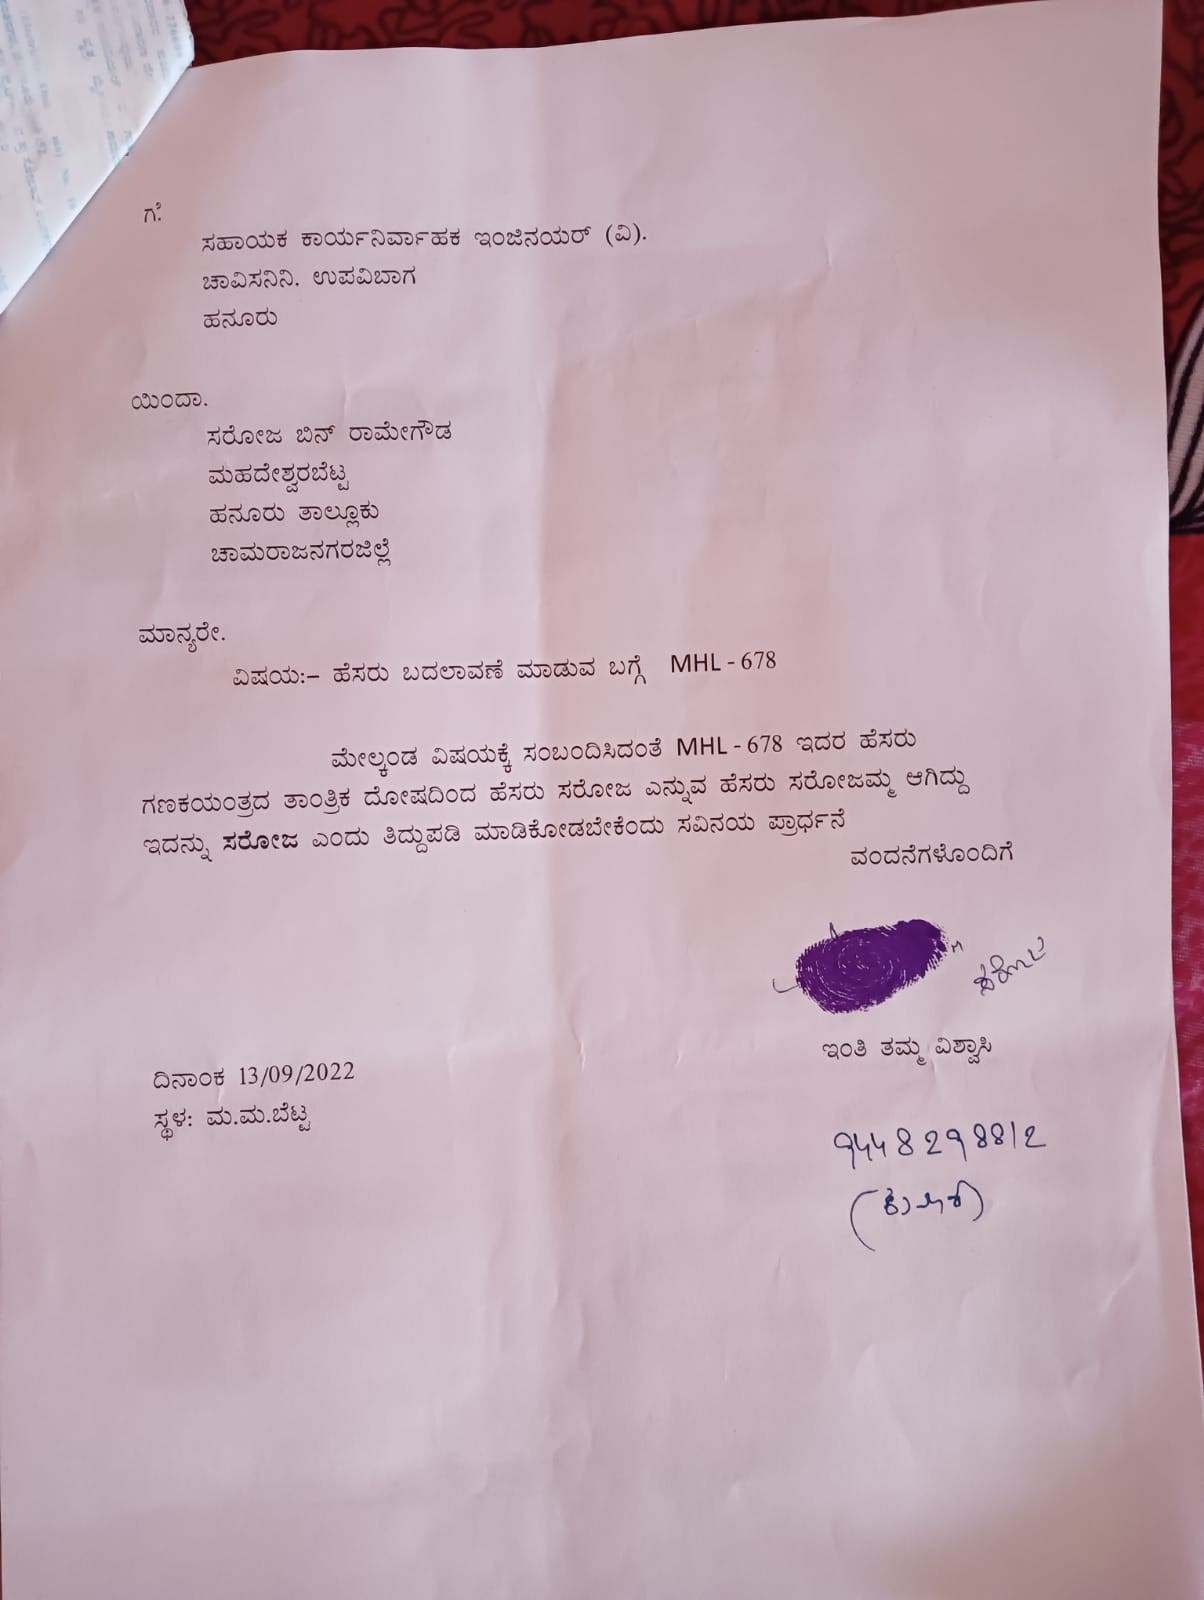 ಗೆ.
ಸಹಾಯಕ ಕಾರ್ಯನಿರ್ವಾಹಕ ಇಂಜಿನಯರ್ (ವಿ).
ಚಾವಿಸನಿನಿ. ಉಪವಿಬಾಗ
ಹನೂರು
ಯಿಂದಾ.
ಸರೋಜ ಬಿನ್ ರಾಮೇಗೌಡ
ಮಹದೇಶ್ವರಬೆಟ್ಟ
ಹನೂರು ತಾಲ್ಲೂಕು
ಚಾಮರಾಜನಗರಜಿಲ್ಲೆ
ಮಾನ್ಯರೇ.
ವಿಷಯ:– ಹೆಸರು ಬದಲಾವಣೆ ಮಾಡುವ ಬಗ್ಗೆ MHL - 678
ಮೇಲ್ಕಂಡ ವಿಷಯಕ್ಕೆ ಸಂಬಂದಿಸಿದಂತೆ MHL - 678 ಇದರ ಹೆಸರು
ಗಣಕಯಂತ್ರದ ತಾಂತ್ರಿಕ ದೋಷದಿಂದ ಹೆಸರು ಸರೋಜ ಎನ್ನುವ ಹೆಸರು ಸರೋಜಮ್ಮ ಆಗಿದ್ದು
ಇದನ್ನು ಸರೋಜ ಎಂದು ತಿದ್ದುಪಡಿ ಮಾಡಿಕೋಡಬೇಕೆಂದು ಸವಿನಯ ಪ್ರಾರ್ಧನೆ
ವಂದನೆಗಳೊಂದಿಗೆ
ಸರೋಜ
ಇಂತಿ ತಮ್ಮ ವಿಶ್ವಾಸಿ
ದಿನಾಂಕ 13/09/2022
ಸ್ಥಳ: ಮ.ಮ.ಬೆಟ್ಟ
9448298812